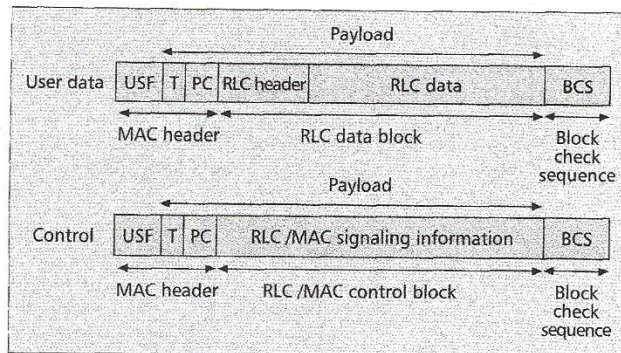 Payload
User data USF T PC RLC header RLC data BCS
MAC header RLC data block Block
check
sequence
Payload
Control USF T PC RLC/MAC signaling information BCS
MAC header RLC/MAC control block Block
check
sequence